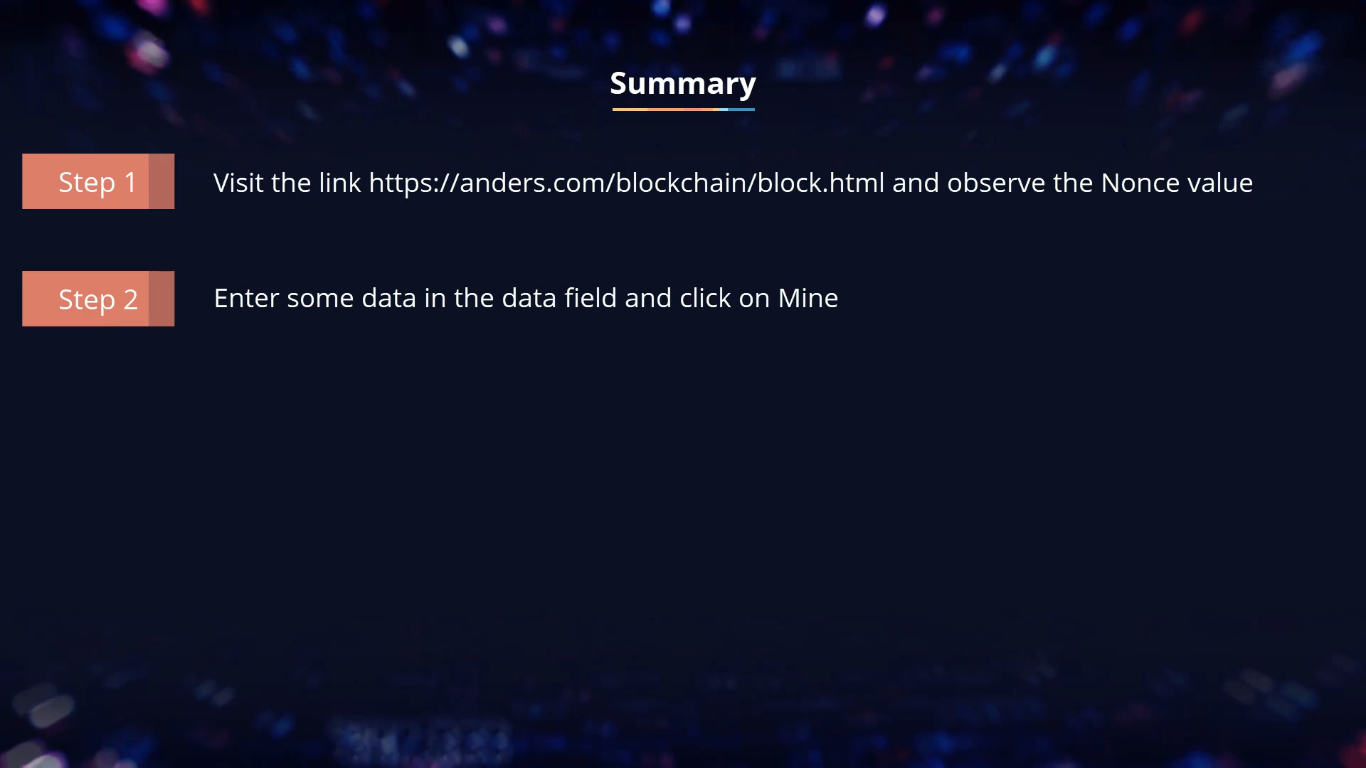 Summary
Step 1
Visit the link https://anders.com/blockchain/block.html and observe the Nonce value
Step 2
Enter some data in the data field and click on Mine